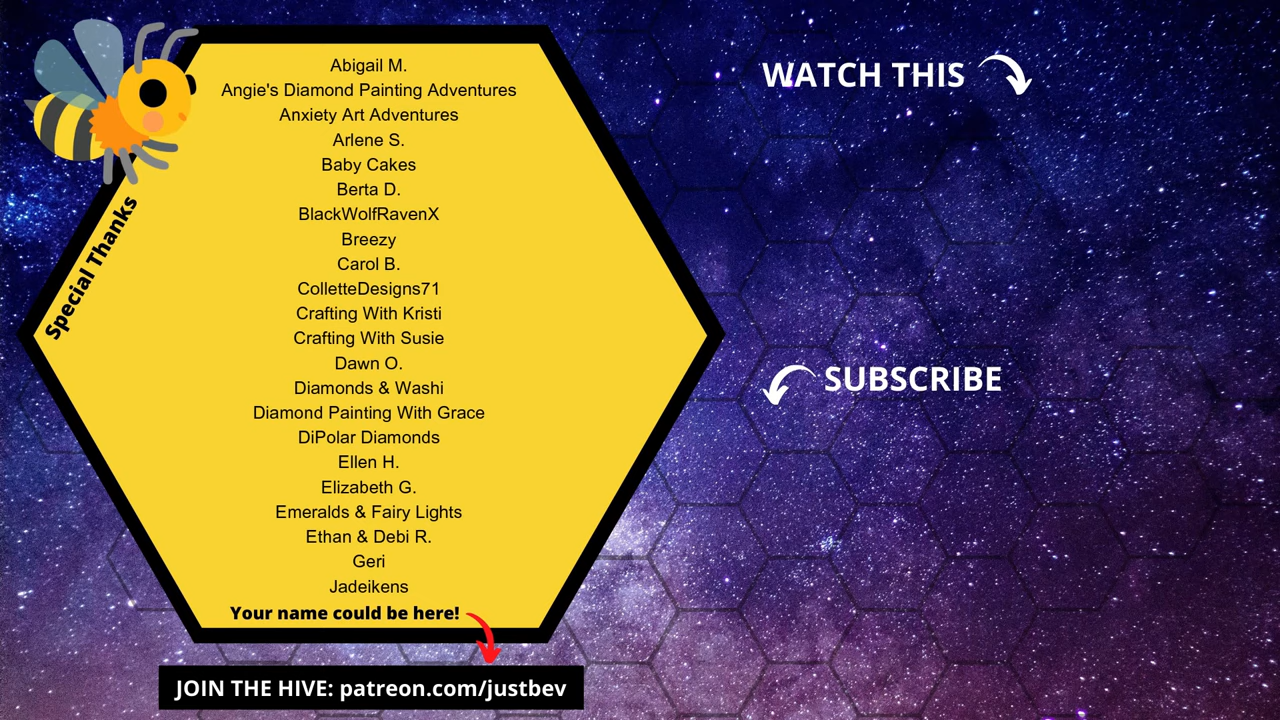 Special Thanks
Abigail M.
Angie's Diamond Painting Adventures
Anxiety Art Adventures
Arlene S.
Baby Cakes
Berta D.
BlackWolfRavenX
Breezy
Carol B.
ColletteDesigns71
Crafting With Kristi
Crafting With Susie
Dawn O.
Diamonds & Washi
Diamond Painting With Grace
DiPolar Diamonds
Ellen H.
Elizabeth G.
Emeralds & Fairy Lights
Ethan & Debi R.
Geri
Jadeikens
Your name could be here!
JOIN THE HIVE: patreon.com/justbev
WATCH THIS
SUBSCRIBE